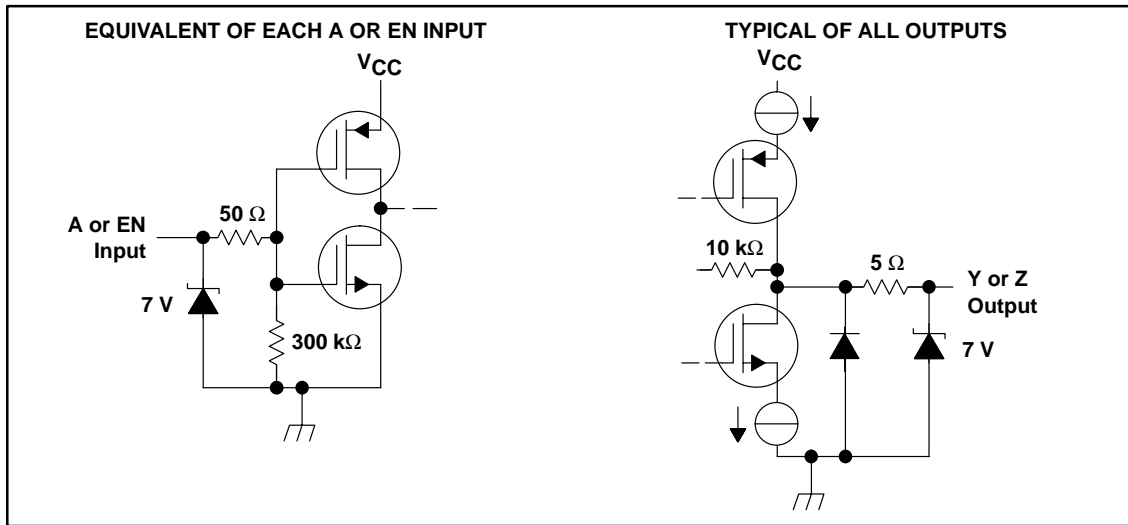 EQUIVALENT OF EACH A OR EN INPUT
VCC
50 Ω
A or EN
Input
7 V
300 kΩ
TYPICAL OF ALL OUTPUTS
VCC
10 kΩ
5 Ω
Y or Z
Output
7 V